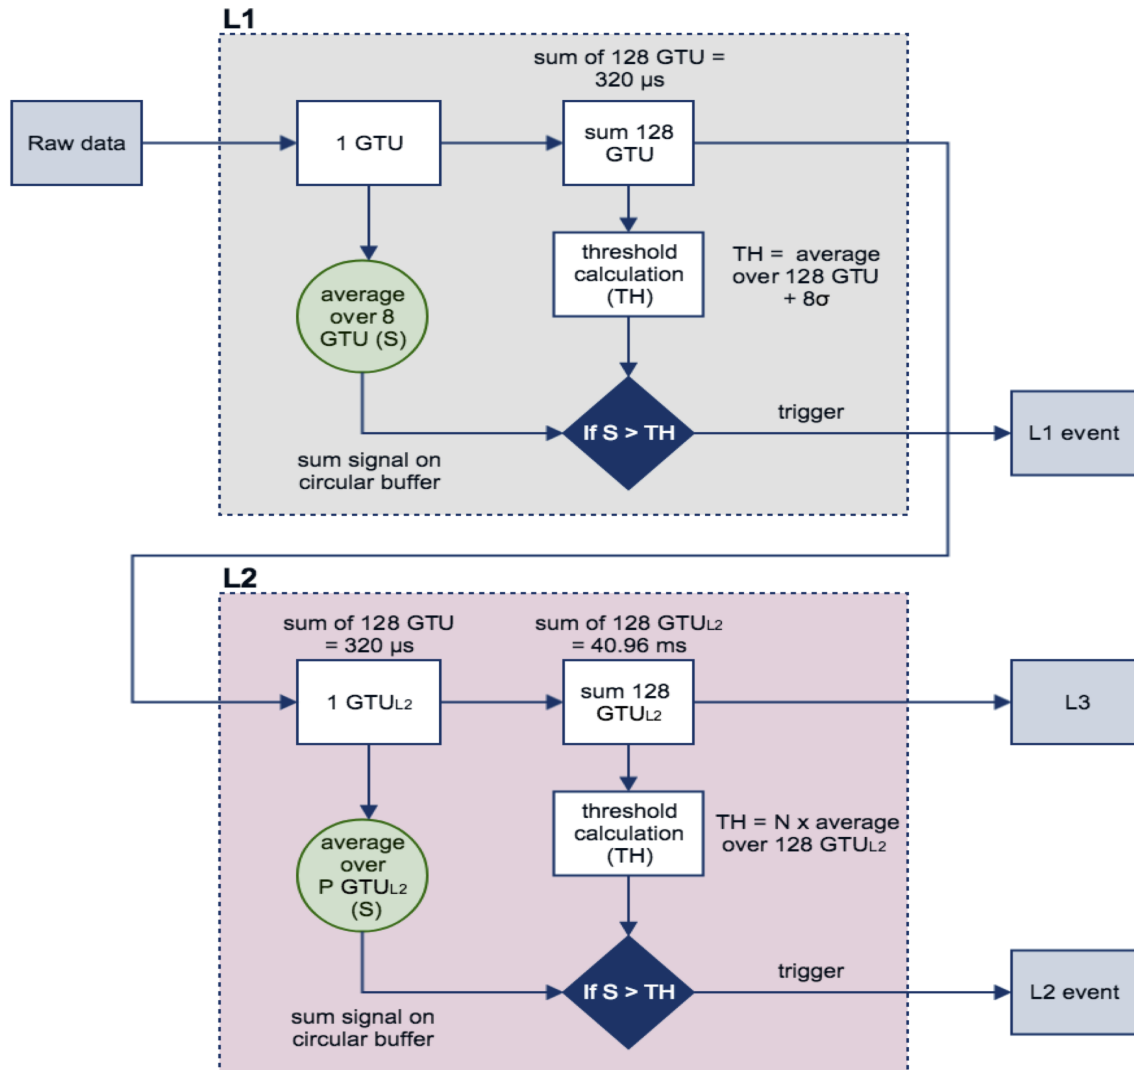 L1
sum of 128 GTU =
320 µs
Raw data
1 GTU
sum 128
GTU
threshold
calculation
(TH)
TH = average
over 128 GTU
+ 8σ
average
over 8
GTU (S)
If S > TH
trigger
L1 event
sum signal on
circular buffer
L2
sum of 128 GTU
= 320 µs
sum of 128 GTUL2
= 40.96 ms
1 GTUL2
sum 128
GTUL2
L3
threshold
calculation
(TH)
TH = N x average
over 128 GTUL2
average
over
P GTUL2
(S)
If S > TH
trigger
L2 event
sum signal on
circular buffer